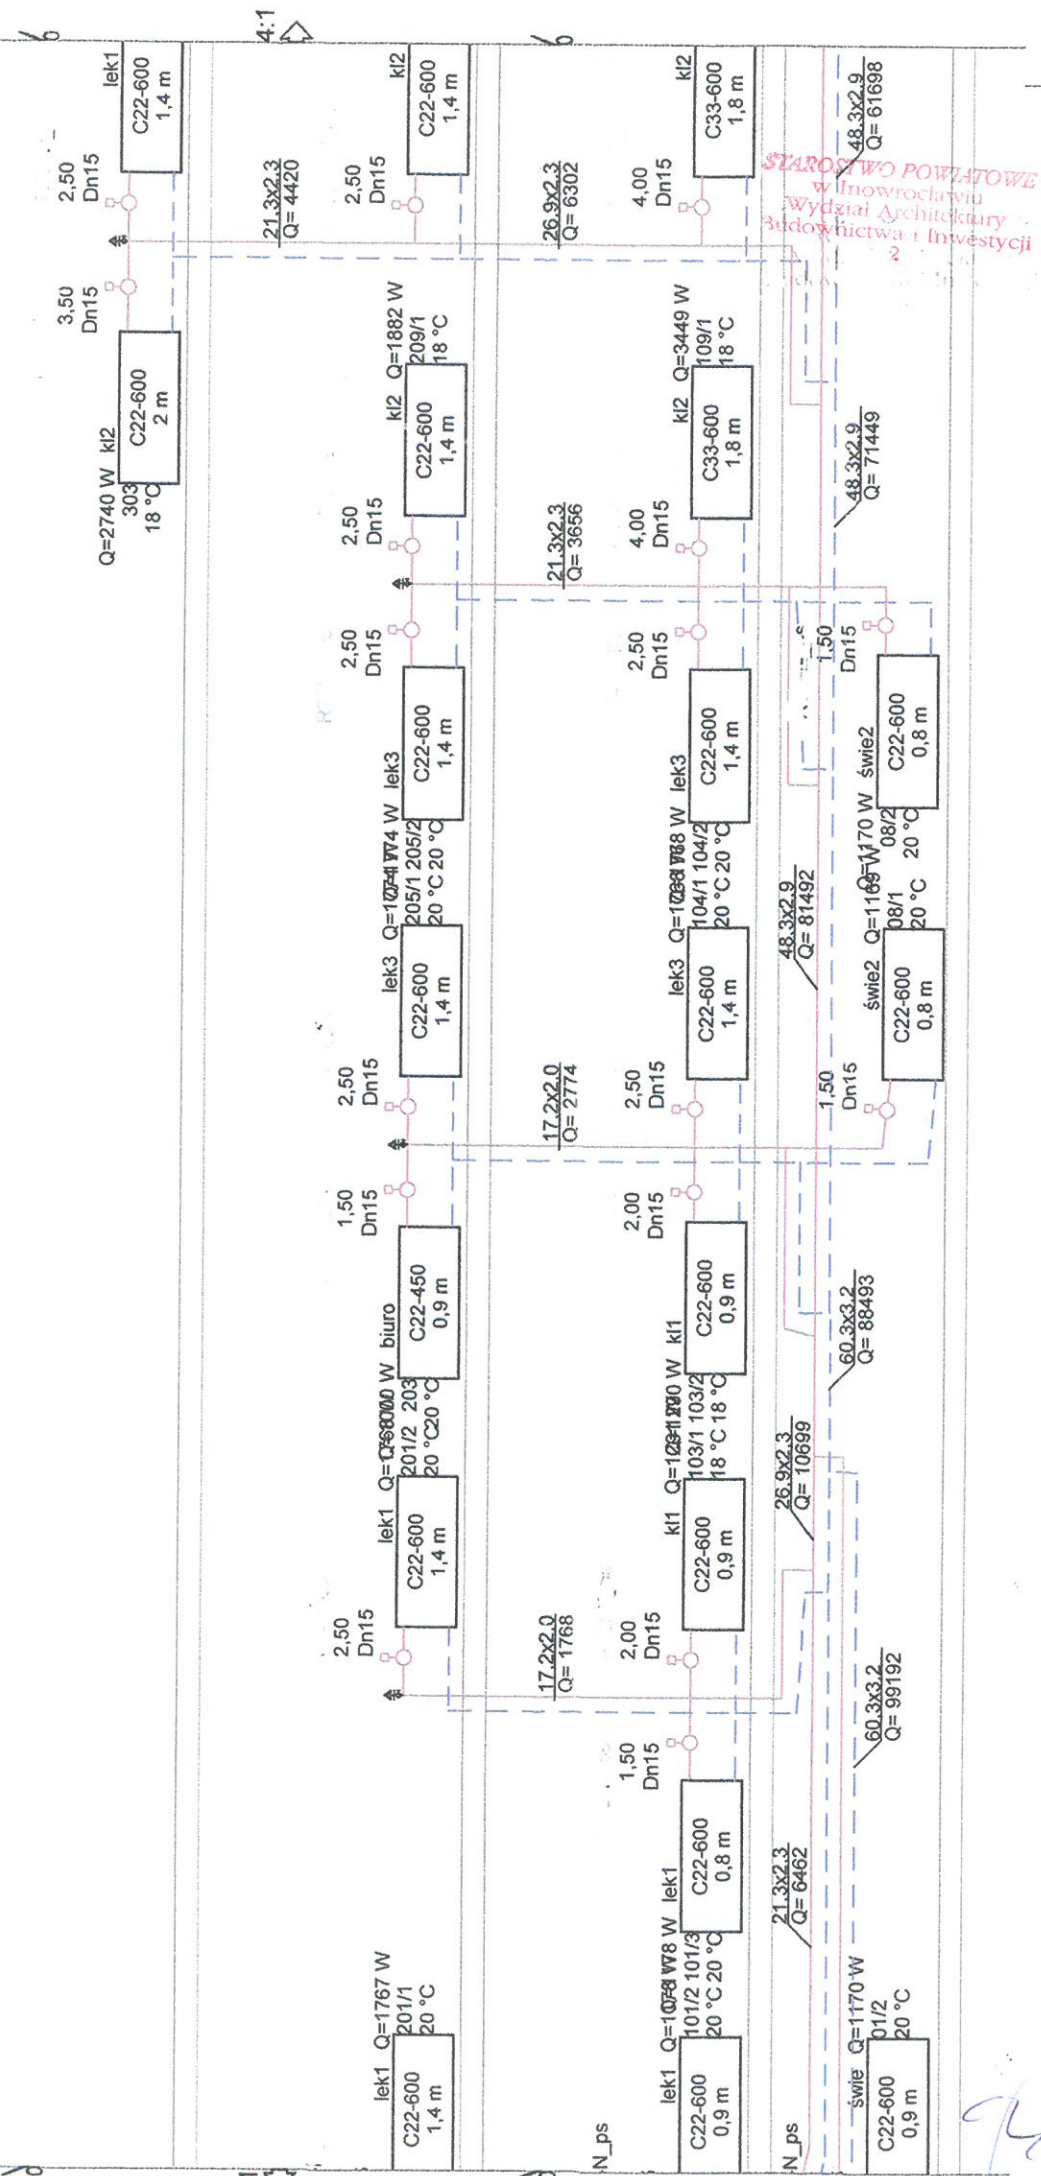 4:1
lek1
C22-600
1,4 m
2,50
Dn15
3,50
Dn15
C22-600
2 m
Q=2740 W kl2
303
18 °C
kl2
C22-600
1,4 m
21.3x2.3
Q= 4420
2,50
Dn15
26.9x2.3
Q= 6302
kl2
C33-600
1,8 m
4,00
Dn15
48.3x2.9
Q= 61698
STAROSTWO POWIATOWE
w Inowrocławiu
Wydział Architektury
Budownictwa i Inwestycji
2
Q=1882 W
209/1
18 °C
kl2
C22-600
1,4 m
2,50
Dn15
21.3x2.3
Q= 3656
2,50
Dn15
C22-600
1,4 m
W lek3
205/1 205/2
20 °C 20 °C
Q=3449 W
109/1
18 °C
kl2
C33-600
1,8 m
4,00
Dn15
2,50
Dn15
C22-600
1,4 m
W lek3
104/1 104/2
20 °C 20 °C
48.3x2.9
Q= 71449
1,50
Dn15
C22-600
0,8 m
Q=1170 W świe2
08/2
20 °C
lek3
C22-600
1,4 m
2,50
Dn15
17.2x2.0
Q= 2774
1,50
Dn15
C22-450
0,9 m
W biuro
201/2 203
20 °C 20 °C
lek3
C22-600
1,4 m
2,50
Dn15
2,00
Dn15
C22-600
0,9 m
W kl1
103/1 103/2
18 °C 18 °C
48.3x2.9
Q= 81492
świe2 Q=1169 W
08/1
20 °C
C22-600
0,8 m
1,50
Dn15
60.3x3.2
Q= 88493
lek1
C22-600
1,4 m
2,50
Dn15
17.2x2.0
Q= 1768
kl1
C22-600
0,9 m
2,00
Dn15
1,50
Dn15
C22-600
0,8 m
W lek1
101/2 101/3
20 °C 20 °C
26.9x2.3
Q= 10699
60.3x3.2
Q= 99192
21.3x2.3
Q= 6462
lek1 Q=1767 W
201/1
20 °C
C22-600
1,4 m
lek1
C22-600
0,9 m
N_ps
N_ps
świe Q=1170 W
01/2
20 °C
C22-600
0,9 m